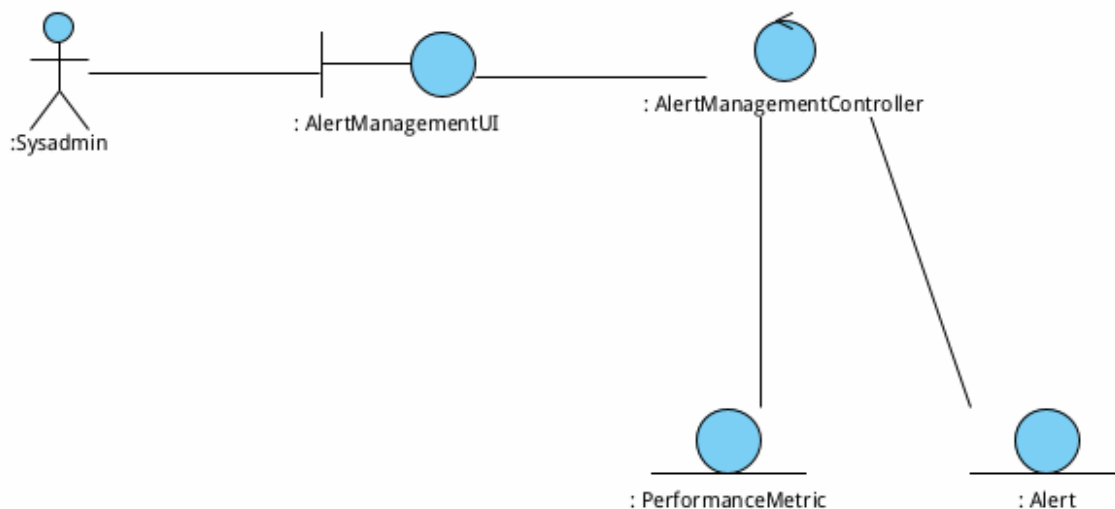 : AlertManagementController
: AlertManagementUI
:Sysadmin
: PerformanceMetric
: Alert